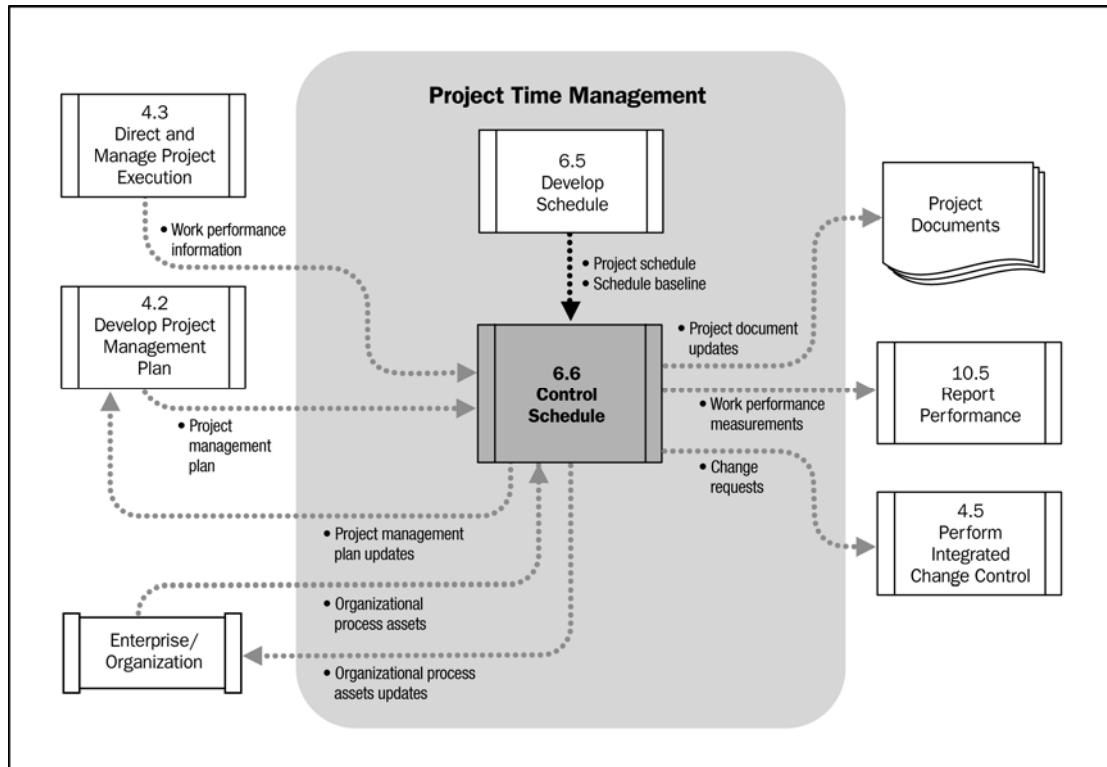 Project Time Management
4.3
Direct and
Manage Project
Execution
6.5
Develop
Schedule
Project
Documents
• Work performance
information
• Project schedule
• Schedule baseline
4.2
Develop Project
Management
Plan
• Project document
updates
6.6
Control
Schedule
10.5
Report
Performance
• Work performance
measurements
• Project
management
plan
• Change
requests
4.5
Perform
Integrated
Change Control
• Project management
plan updates
• Organizational
process assets
Enterprise/
Organization
• Organizational process
assets updates